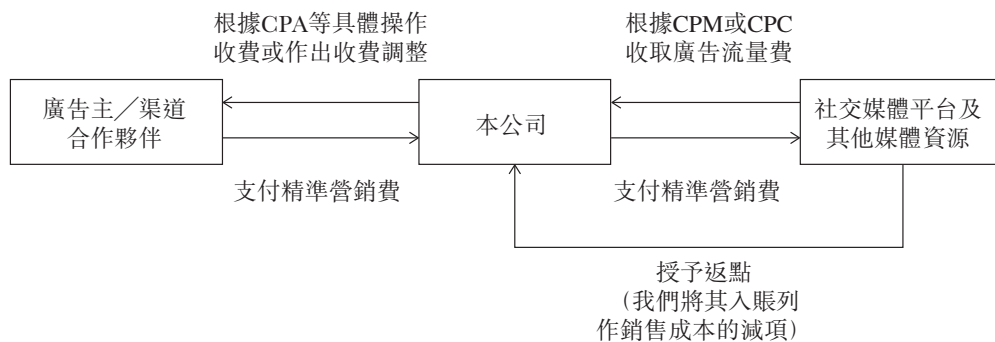 根據CPA等具體操作
收費或作出收費調整
根據CPM或CPC
收取廣告流量費
廣告主／渠道
合作夥伴
本公司
社交媒體平台及
其他媒體資源
支付精準營銷費
支付精準營銷費
授予返點
（我們將其入賬列
作銷售成本的減項）